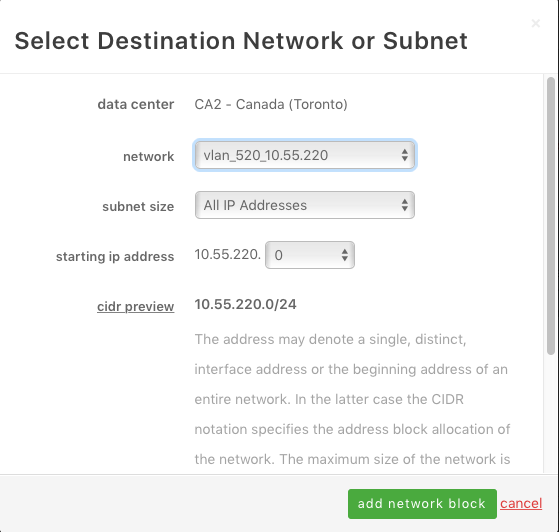 ×
Select Destination Network or Subnet
data center CA2 - Canada (Toronto)
network vlan_520_10.55.220
subnet size All IP Addresses
starting ip address 10.55.220. 0
cidr preview 10.55.220.0/24
The address may denote a single, distinct,
interface address or the beginning address of an
entire network. In the latter case the CIDR
notation specifies the address block allocation of
the network. The maximum size of the network is
add network block cancel